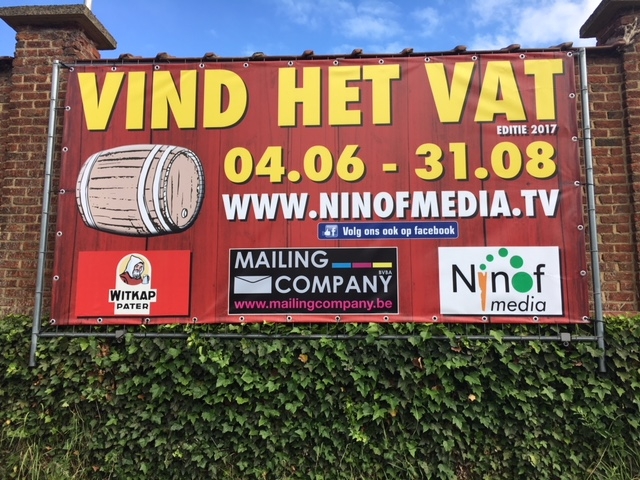 VIND HET VAT
EDITIE 2017
04.06 - 31.08
WWW.NINOFMEDIA.TV
f Volg ons ook op facebook
WITKAP
PATER
MAILING
BVBA
COMPANY
www.mailingcompany.be
Ninof
media